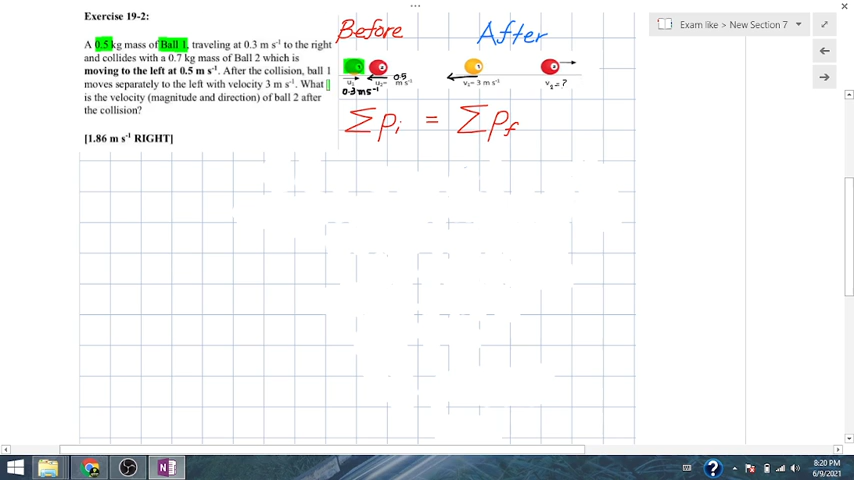 Exercise 19-2:
A 0.5 kg mass of Ball 1, traveling at 0.3 m s⁻¹ to the right
and collides with a 0.7 kg mass of Ball 2 which is
moving to the left at 0.5 m s⁻¹. After the collision, ball 1
moves separately to the left with velocity 3 m s⁻¹. What
is the velocity (magnitude and direction) of ball 2 after
the collision?
[1.86 m s⁻¹ RIGHT]
Before
After
u₁
0.3 ms⁻¹
u₂= 0.5 m s⁻¹
v₁= 3 m s⁻¹
v₂ = ?
Σpᵢ = Σp_f
Exam like > New Section 7
8:20 PM
6/9/2021